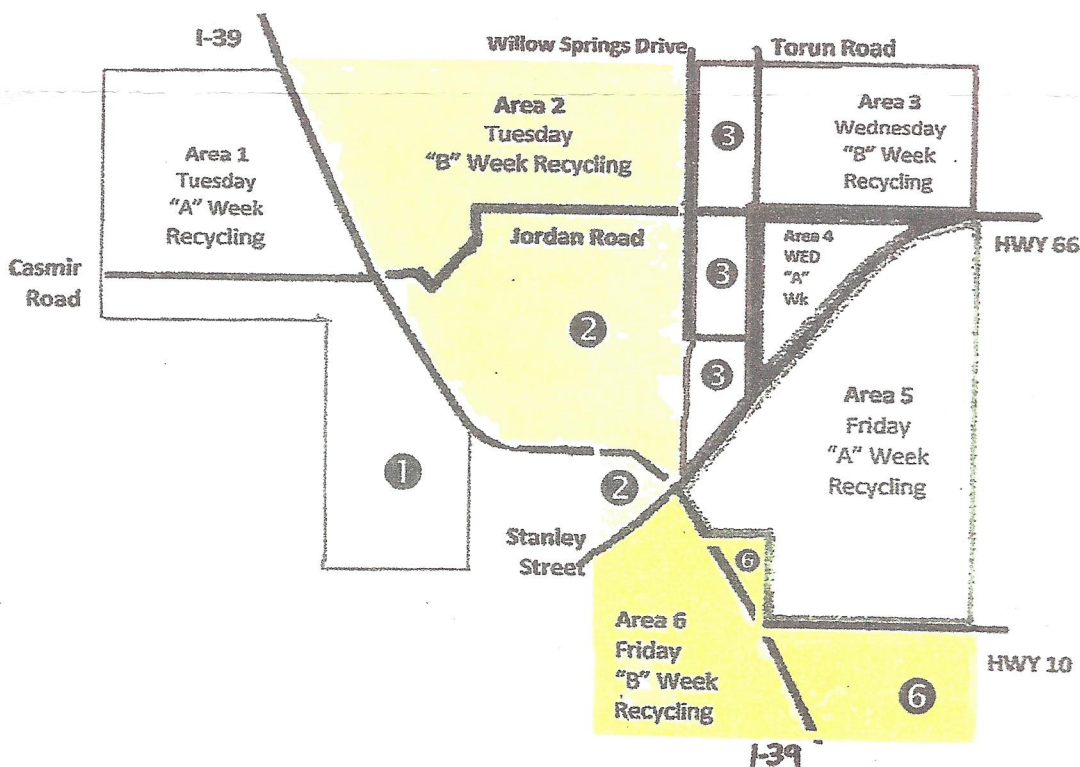 I-39
Willow Springs Drive
Torun Road
Area 1
Tuesday
“A” Week
Recycling
Area 2
Tuesday
“B” Week Recycling
3
Area 3
Wednesday
“B” Week
Recycling
Casmir
Road
Jordan Road
2
3
Area 4
WED
“A”
Wk
HWY 66
3
Area 5
Friday
“A” Week
Recycling
1
2
Stanley
Street
6
Area 6
Friday
“B” Week
Recycling
6
HWY 10
I-39